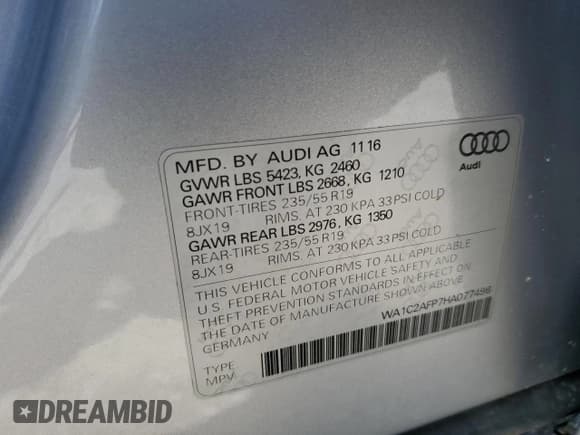 MFD. BY AUDI AG 11 16
GVWR LBS 5423, KG 2460
GAWR FRONT LBS 2668, KG 1210
FRONT-TIRES 235/55 R19
8JX19 RIMS. AT 230 KPA 33 PSI COLD
GAWR REAR LBS 2976, KG 1350
REAR-TIRES 235/55 R19
8JX19 RIMS. AT 230 KPA 33 PSI COLD
THIS VEHICLE CONFORMS TO ALL APPLICABLE
U. S. FEDERAL MOTOR VEHICLE SAFETY AND
THEFT PREVENTION STANDARDS IN EFFECT ON
THE DATE OF MANUFACTURE SHOWN ABOVE.
GERMANY
TYPE
MPV
WA1C2AFP7HA077496
Audi
DREAMBID